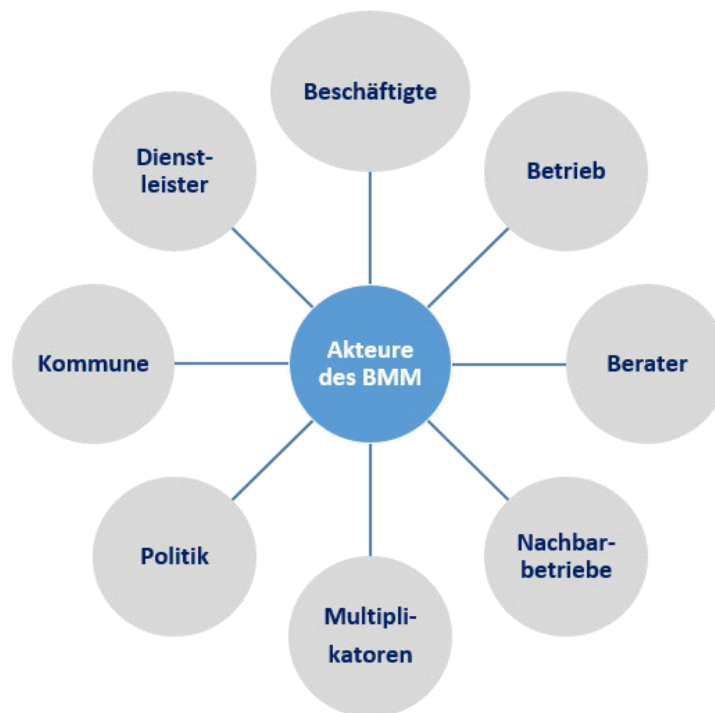 Beschäftigte
Dienst-
leister
Betrieb
Akteure
des BMM
Kommune
Berater
Politik
Nachbar-
betriebe
Multipli-
katoren